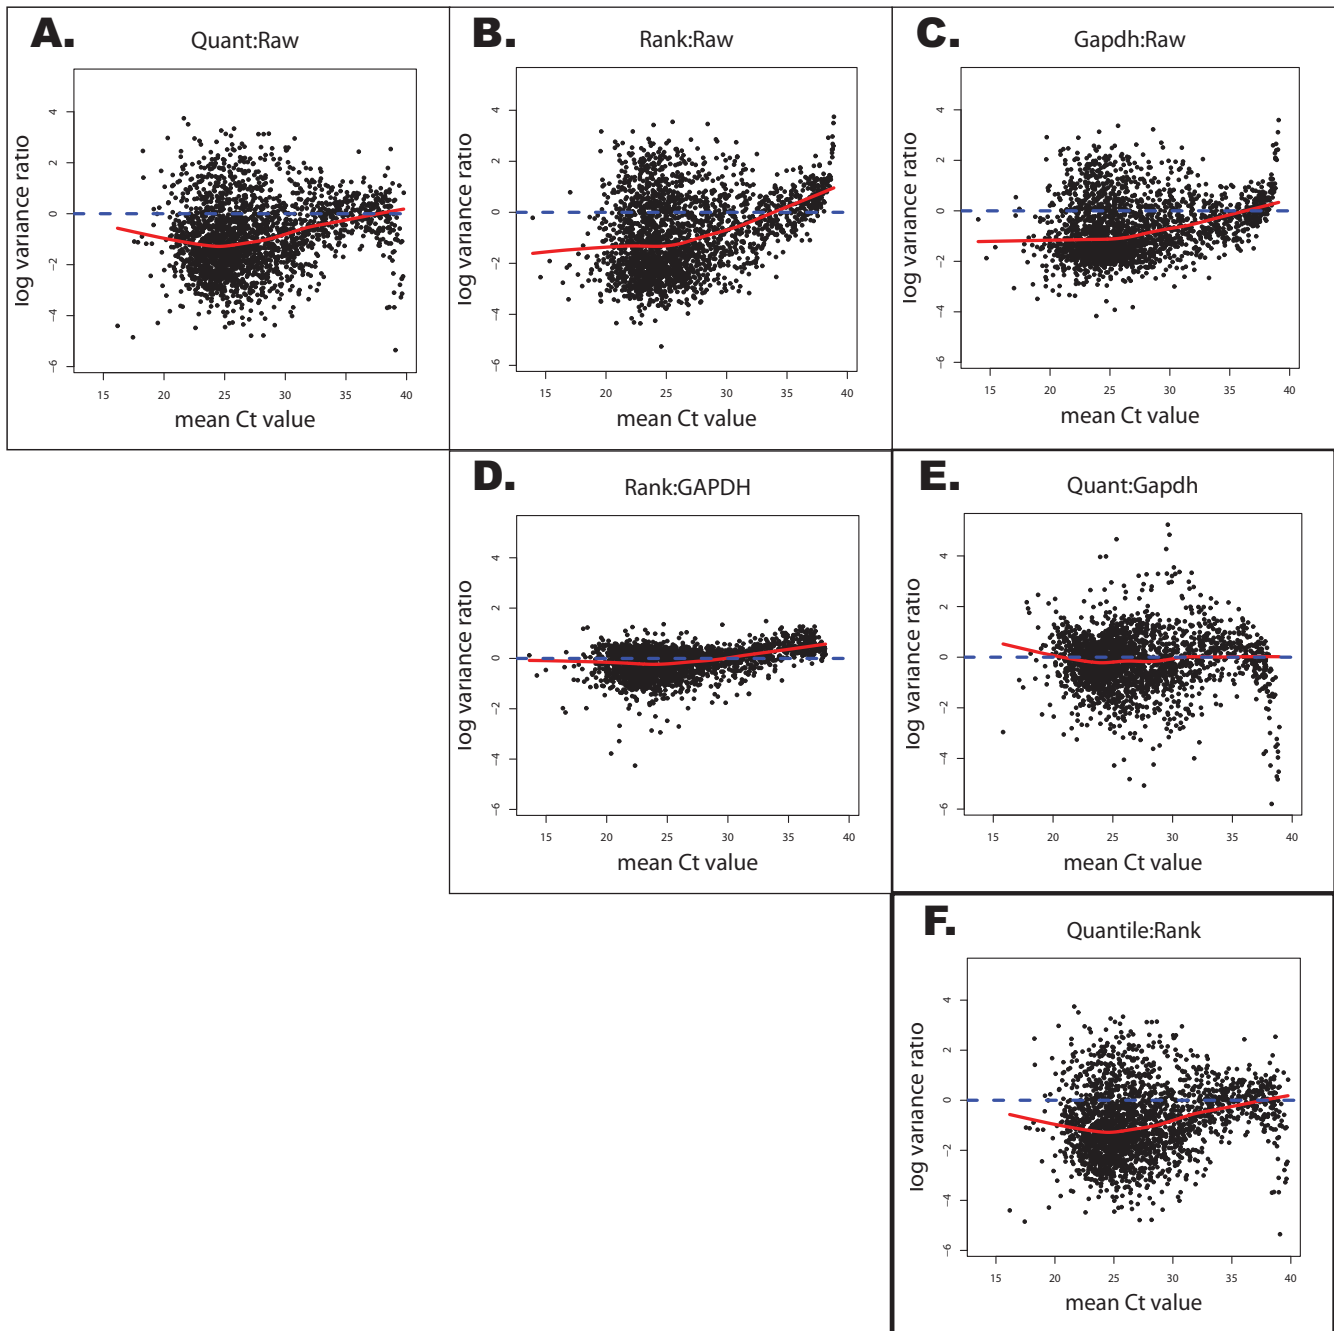 A.
Quant:Raw
log variance ratio
4
2
0
−2
−4
−6
15 20 25 30 35 40
mean Ct value
B.
Rank:Raw
log variance ratio
4
2
0
−2
−4
−6
15 20 25 30 35 40
mean Ct value
C.
Gapdh:Raw
log variance ratio
4
2
0
−2
−4
−6
15 20 25 30 35 40
mean Ct value
D.
Rank:GAPDH
log variance ratio
4
2
0
−2
−4
−6
15 20 25 30 35 40
mean Ct value
E.
Quant:Gapdh
log variance ratio
4
2
0
−2
−4
−6
15 20 25 30 35 40
mean Ct value
F.
Quantile:Rank
log variance ratio
4
2
0
−2
−4
−6
15 20 25 30 35 40
mean Ct value